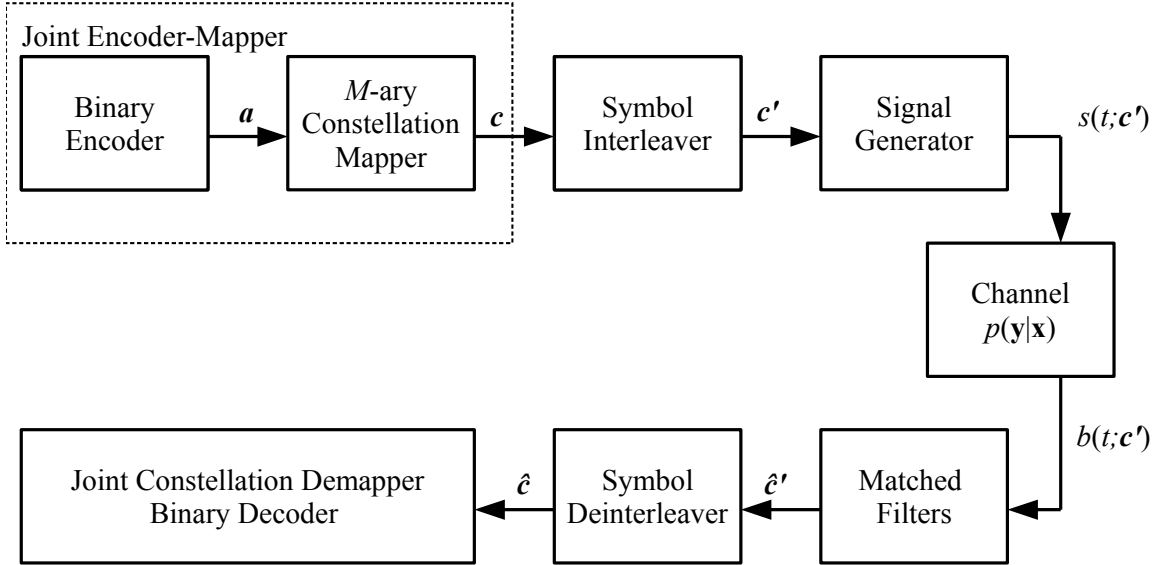 Joint Encoder-Mapper
Binary
Encoder
a
M-ary
Constellation
Mapper
c
Symbol
Interleaver
c'
Signal
Generator
s(t;c')
Channel
p(y|x)
b(t;c')
Matched
Filters
ĉ'
Symbol
Deinterleaver
ĉ
Joint Constellation Demapper
Binary Decoder